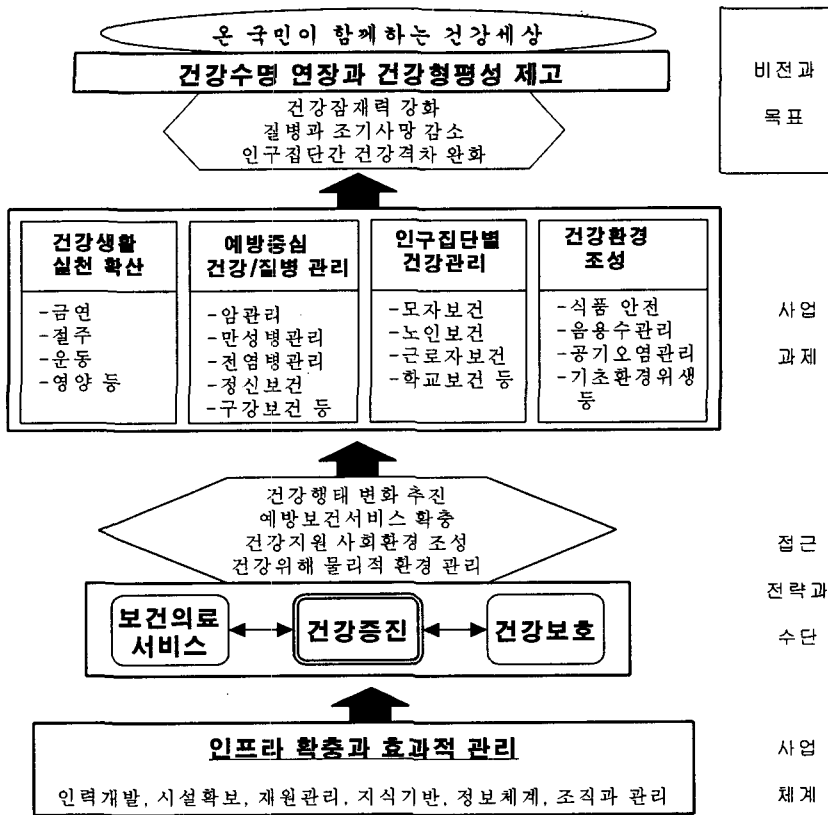 온 국민이 함께하는 건강세상
건강수명 연장과 건강형평성 제고
건강잠재력 강화
질병과 조기사망 감소
인구집단간 건강격차 완화
비전과
목표
건강생활
실천 확산
-금연
-절주
-운동
-영양 등
예방중심
건강/질병 관리
-암관리
-만성병관리
-전염병관리
-정신보건
-구강보건 등
인구집단별
건강관리
-모자보건
-노인보건
-근로자보건
-학교보건 등
건강환경
조성
-식품 안전
-음용수관리
-공기오염관리
-기초환경위생
등
사업
과제
건강행태 변화 추진
예방보건서비스 확충
건강지원 사회환경 조성
건강위해 물리적 환경 관리
보건의료
서비스
건강증진
건강보호
접근
전략과
수단
인프라 확충과 효과적 관리
인력개발, 시설확보, 재원관리, 지식기반, 정보체계, 조직과 관리
사업
체계